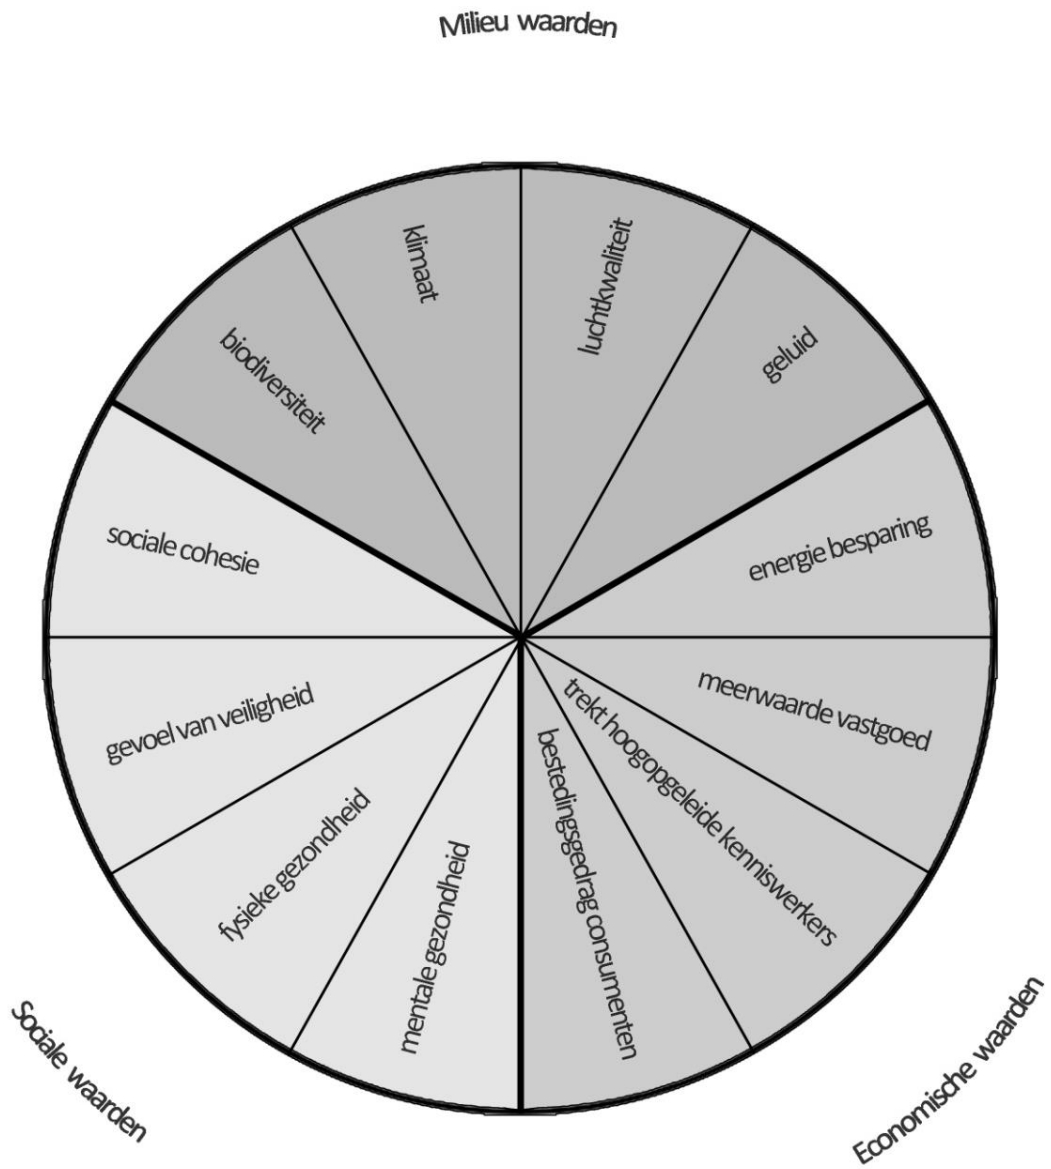 Milieu waarden
klimaat
luchtkwaliteit
geluid
biodiversiteit
energie besparing
sociale cohesie
meerwaarde vastgoed
gevoel van veiligheid
trekt hoogopgeleide kenniswerkers
bestedingsgedrag consumenten
fysieke gezondheid
mentale gezondheid
Sociale waarden
Economische waarden